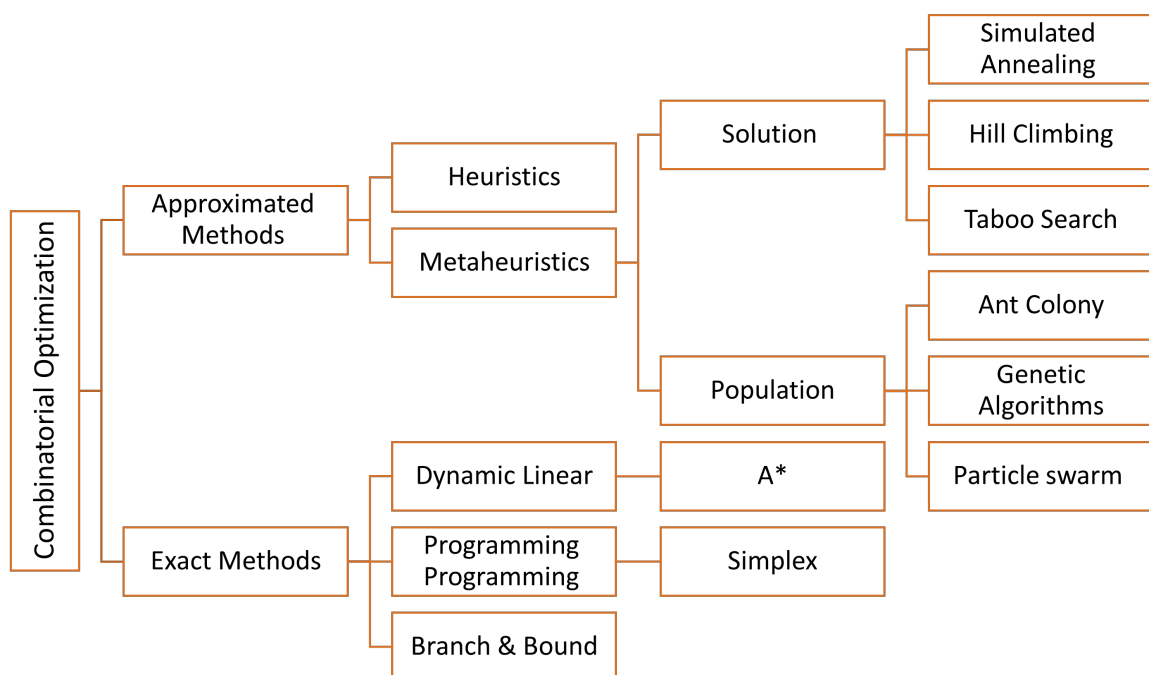 Combinatorial Optimization
Approximated
Methods
Heuristics
Metaheuristics
Solution
Simulated
Annealing
Hill Climbing
Taboo Search
Population
Ant Colony
Genetic
Algorithms
Particle swarm
Exact Methods
Dynamic Linear
A*
Programming
Programming
Simplex
Branch & Bound